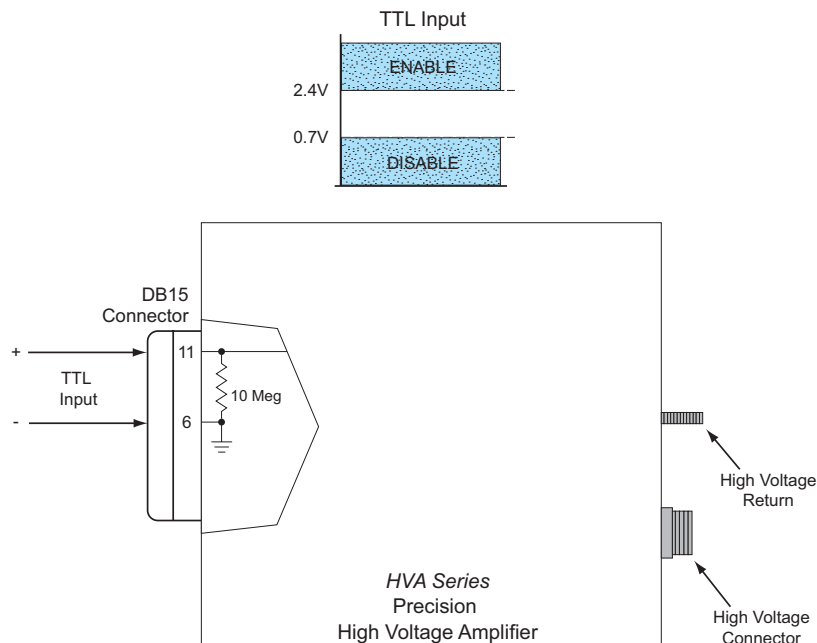 TTL Input
ENABLE
2.4V
0.7V
DISABLE
DB15
Connector
+
11
TTL
Input
10 Meg
-
6
High Voltage
Return
HVA Series
Precision
High Voltage Amplifier
High Voltage
Connector